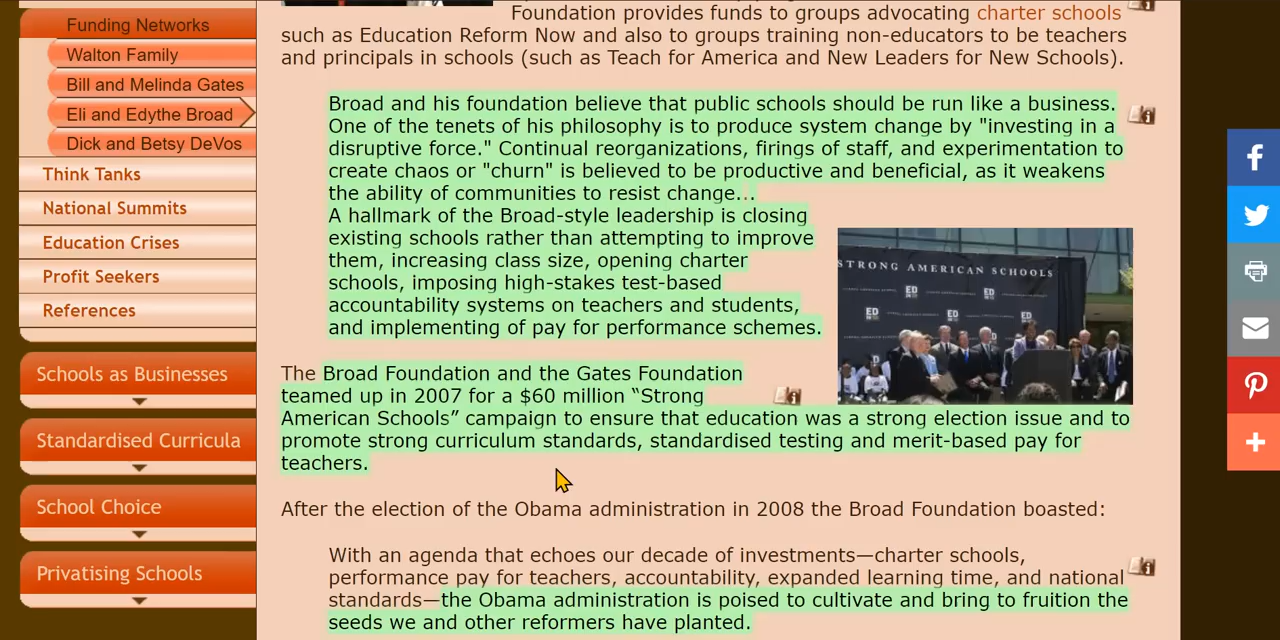 Funding Networks
Walton Family
Bill and Melinda Gates
Eli and Edythe Broad
Dick and Betsy DeVos
Think Tanks
National Summits
Education Crises
Profit Seekers
References
Schools as Businesses
Standardised Curricula
School Choice
Privatising Schools
Foundation provides funds to groups advocating charter schools
such as Education Reform Now and also to groups training non-educators to be teachers
and principals in schools (such as Teach for America and New Leaders for New Schools).
Broad and his foundation believe that public schools should be run like a business.
One of the tenets of his philosophy is to produce system change by "investing in a
disruptive force." Continual reorganizations, firings of staff, and experimentation to
create chaos or "churn" is believed to be productive and beneficial, as it weakens
the ability of communities to resist change...
A hallmark of the Broad-style leadership is closing
existing schools rather than attempting to improve
them, increasing class size, opening charter
schools, imposing high-stakes test-based
accountability systems on teachers and students,
and implementing of pay for performance schemes.
STRONG AMERICAN SCHOOLS
ED
ED
ED
ED
ED
The Broad Foundation and the Gates Foundation
teamed up in 2007 for a $60 million “Strong
American Schools” campaign to ensure that education was a strong election issue and to
promote strong curriculum standards, standardised testing and merit-based pay for
teachers.
After the election of the Obama administration in 2008 the Broad Foundation boasted:
With an agenda that echoes our decade of investments—charter schools,
performance pay for teachers, accountability, expanded learning time, and national
standards—the Obama administration is poised to cultivate and bring to fruition the
seeds we and other reformers have planted.